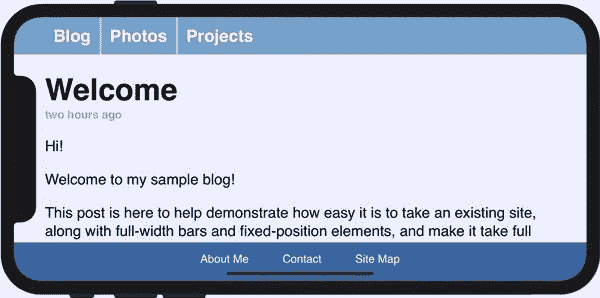 Blog Photos Projects
Welcome
two hours ago
Hi!
Welcome to my sample blog!
This post is here to help demonstrate how easy it is to take an existing site,
along with full-width bars and fixed-position elements, and make it take full
About Me Contact Site Map